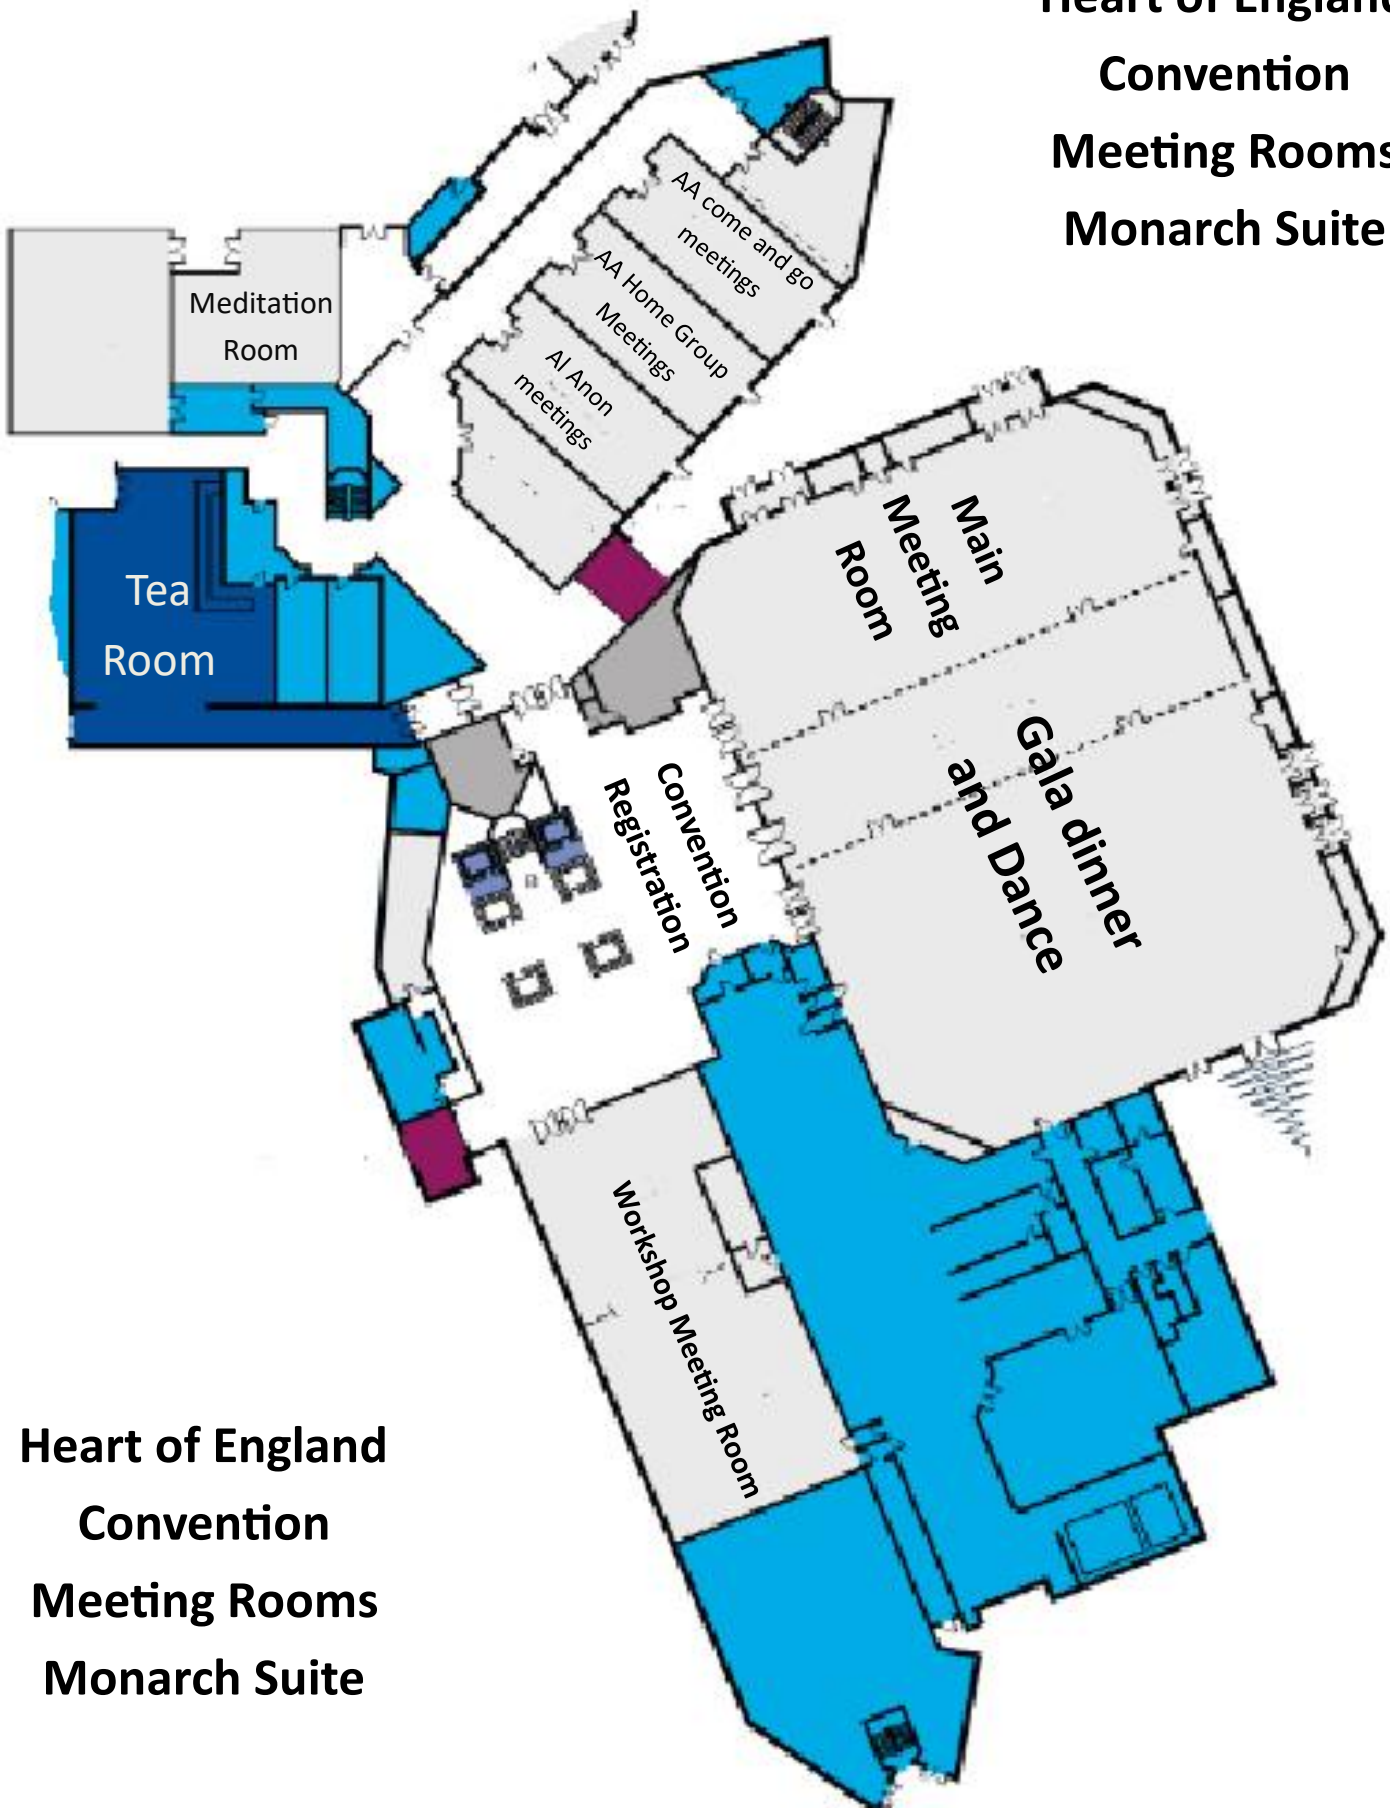 Heart of England
Convention
Meeting Rooms
Monarch Suite
AA come and go
meetings
AA Home Group
Meetings
Al Anon
meetings
Meditation
Room
Main
Meeting
Room
Tea
Room
Gala dinner
and Dance
Convention
Registration
Workshop Meeting Room
Heart of England
Convention
Meeting Rooms
Monarch Suite